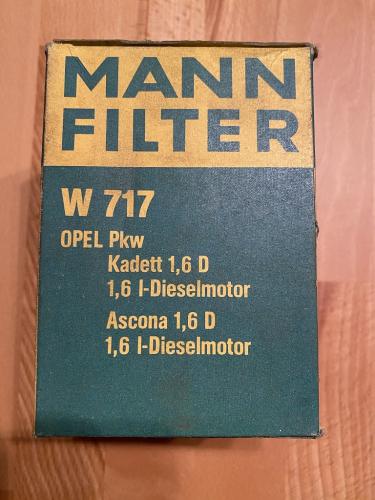 MANN
FILTER
W 717
OPEL Pkw
Kadett 1,6 D
1,6 l-Dieselmotor
Ascona 1,6 D
1,6 l-Dieselmotor